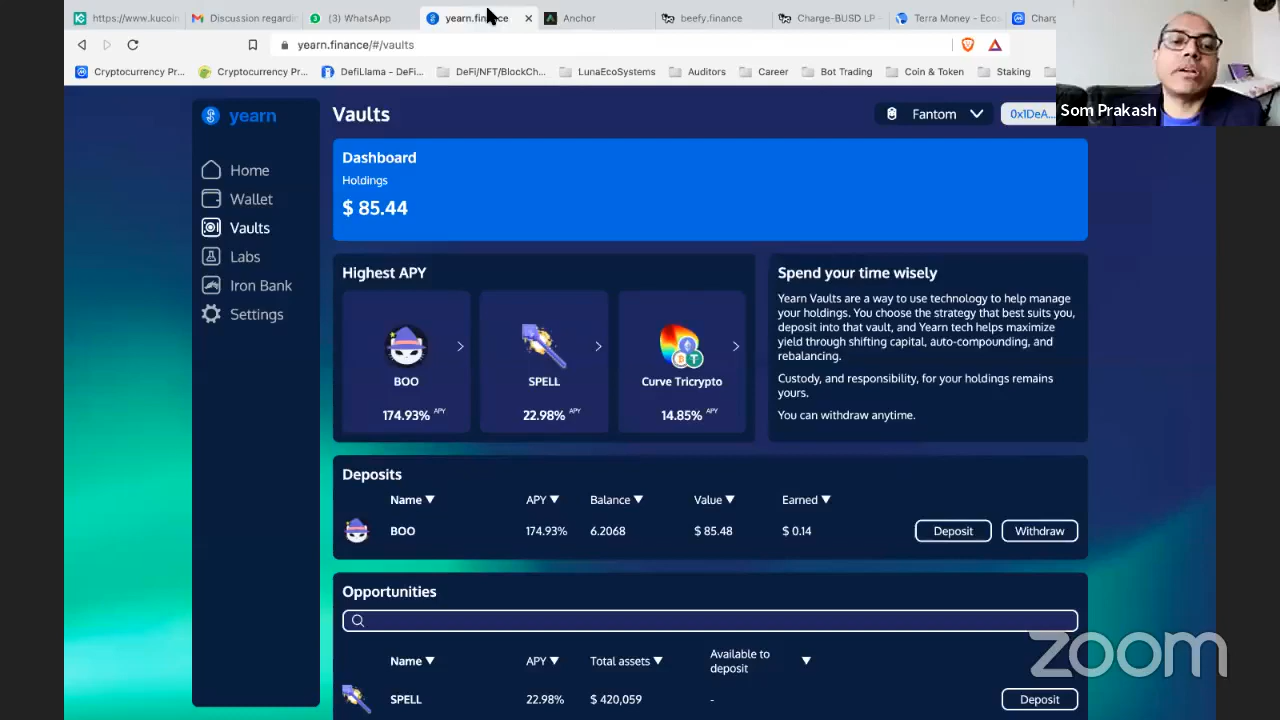 https://www.kucoin
Discussion regardin
(3) WhatsApp
yearn.finance
Anchor
beefy.finance
Charge-BUSD LP -
Terra Money - Ecos
Charg
yearn.finance/#/vaults
Cryptocurrency Pr...
Cryptocurrency Pr...
DefiLlama - DeFi...
DeFi/NFT/BlockCh...
LunaEcoSystems
Auditors
Career
Bot Trading
Coin & Token
Staking
Som Prakash
yearn
Home
Wallet
Vaults
Labs
Iron Bank
Settings
Vaults
Fantom
0x1DeA...
Dashboard
Holdings
$ 85.44
Highest APY
BOO
174.93% APY
SPELL
22.98% APY
Curve Tricrypto
14.85% APY
Spend your time wisely
Yearn Vaults are a way to use technology to help manage
your holdings. You choose the strategy that best suits you,
deposit into that vault, and Yearn tech helps maximize
yield through shifting capital, auto-compounding, and
rebalancing.
Custody, and responsibility, for your holdings remains
yours.
You can withdraw anytime.
Deposits
Name APY Balance Value Earned
BOO 174.93% 6.2068 $ 85.48 $ 0.14 Deposit Withdraw
Opportunities
Name APY Total assets Available to
deposit
SPELL 22.98% $ 420,059 - Deposit
zoom